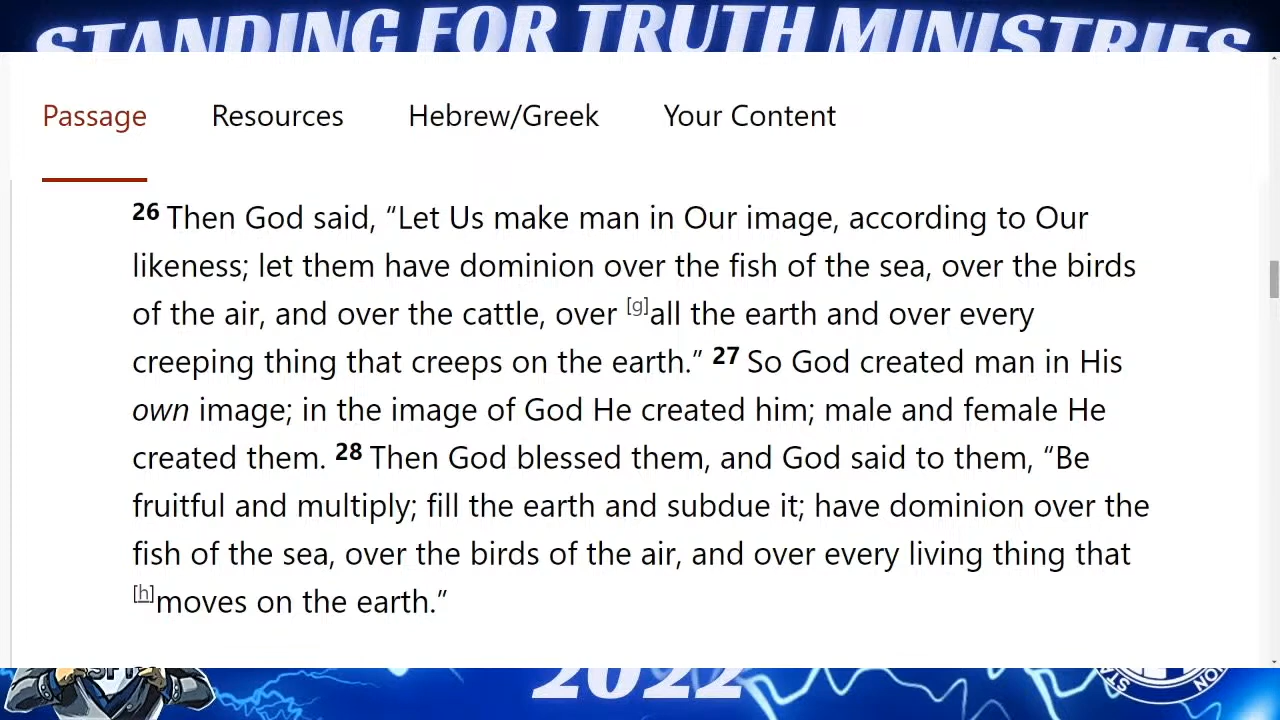 STANDING FOR TRUTH MINISTRIES
Passage Resources Hebrew/Greek Your Content
26 Then God said, “Let Us make man in Our image, according to Our
likeness; let them have dominion over the fish of the sea, over the birds
of the air, and over the cattle, over [g]all the earth and over every
creeping thing that creeps on the earth.” 27 So God created man in His
own image; in the image of God He created him; male and female He
created them. 28 Then God blessed them, and God said to them, “Be
fruitful and multiply; fill the earth and subdue it; have dominion over the
fish of the sea, over the birds of the air, and over every living thing that
[h]moves on the earth.”
SFT
2022